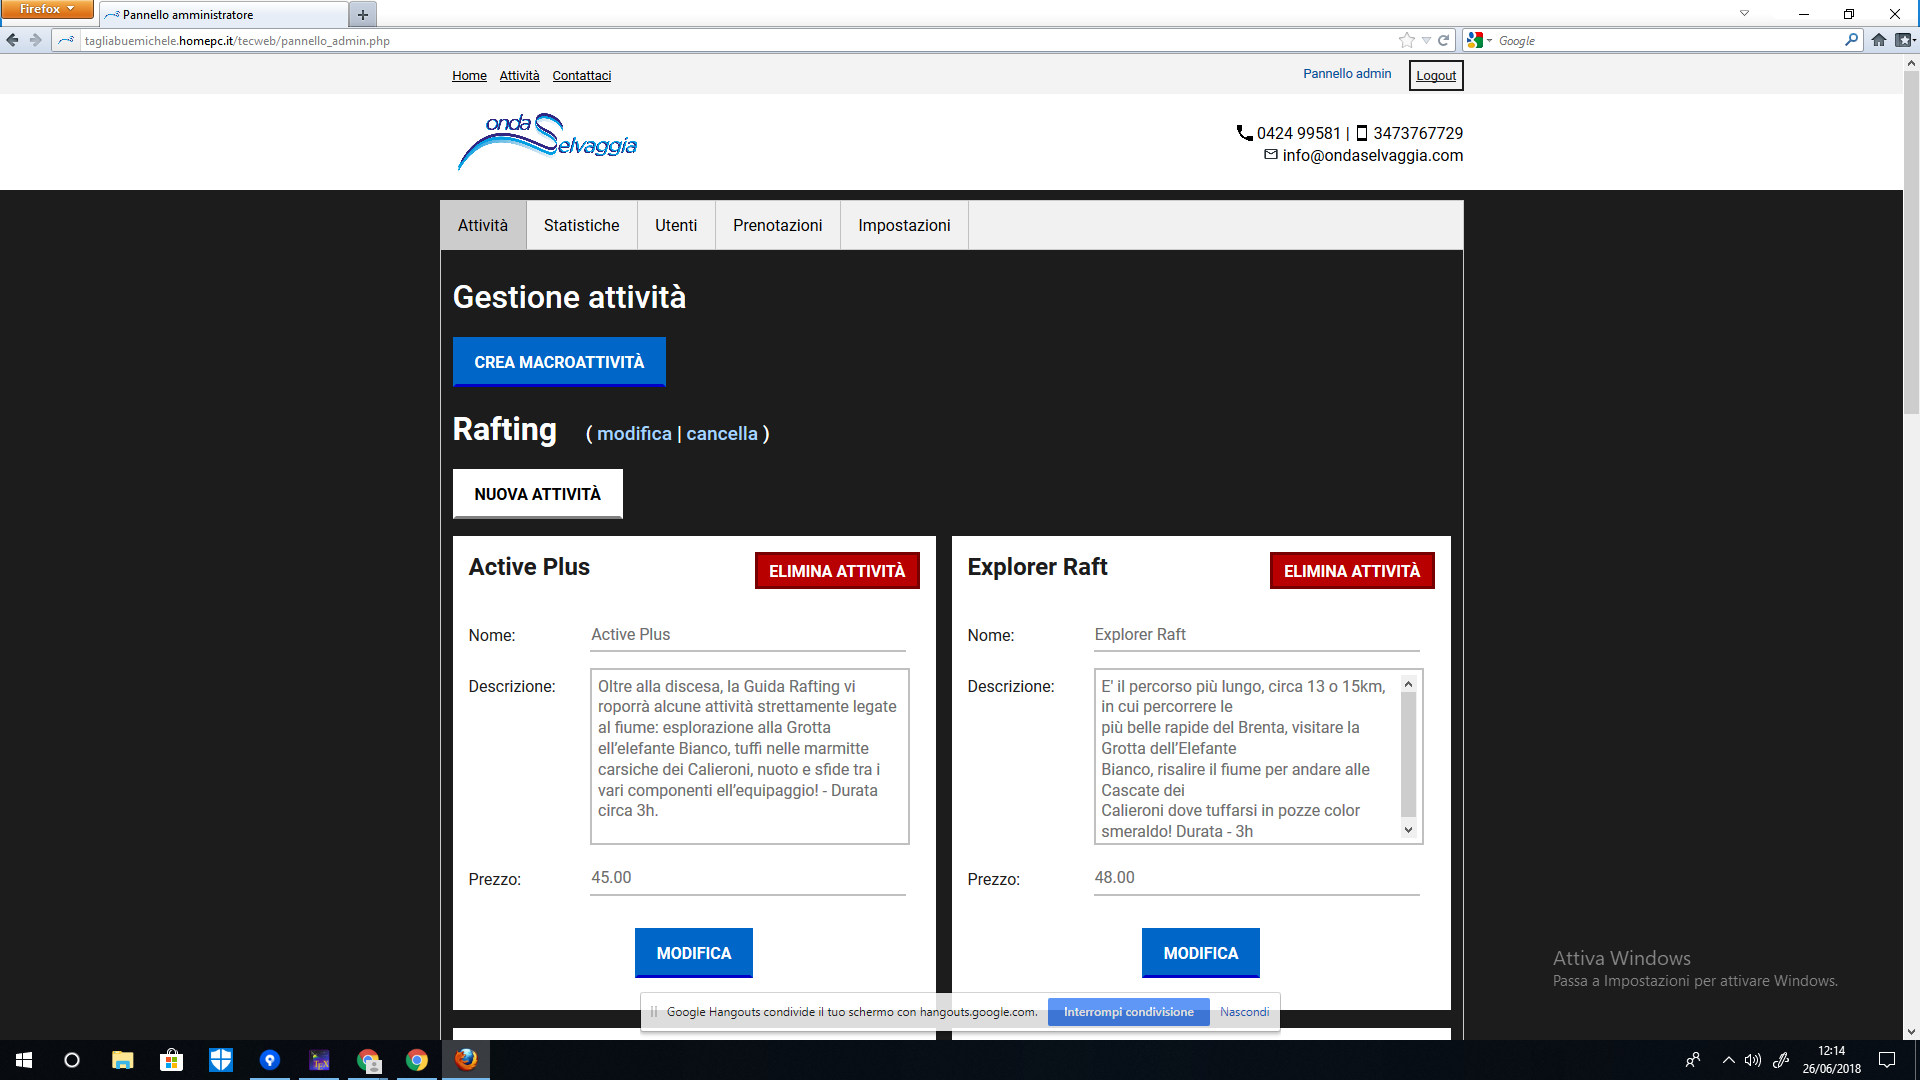 Firefox
Pannello amministratore
tagliabuemichele.homepc.it/tecweb/pannello_admin.php
Google
Home Attività Contattaci
Pannello admin Logout
onda Selvaggia
0424 99581 | 3473767729
info@ondaselvaggia.com
Attività Statistiche Utenti Prenotazioni Impostazioni
Gestione attività
CREA MACROATTIVITÀ
Rafting ( modifica | cancella )
NUOVA ATTIVITÀ
Active Plus
ELIMINA ATTIVITÀ
Nome: Active Plus
Descrizione:
Oltre alla discesa, la Guida Rafting vi
roporrà alcune attività strettamente legate
al fiume: esplorazione alla Grotta
ell’elefante Bianco, tuffi nelle marmitte
carsiche dei Calieroni, nuoto e sfide tra i
vari componenti ell’equipaggio! - Durata
circa 3h.
Prezzo: 45.00
MODIFICA
Explorer Raft
ELIMINA ATTIVITÀ
Nome: Explorer Raft
Descrizione:
E' il percorso più lungo, circa 13 o 15km,
in cui percorrere le
più belle rapide del Brenta, visitare la
Grotta dell’Elefante
Bianco, risalire il fiume per andare alle
Cascate dei
Calieroni dove tuffarsi in pozze color
smeraldo! Durata - 3h
Prezzo: 48.00
MODIFICA
Attiva Windows
Passa a Impostazioni per attivare Windows.
Google Hangouts condivide il tuo schermo con hangouts.google.com. Interrompi condivisione Nascondi
12:14
26/06/2018